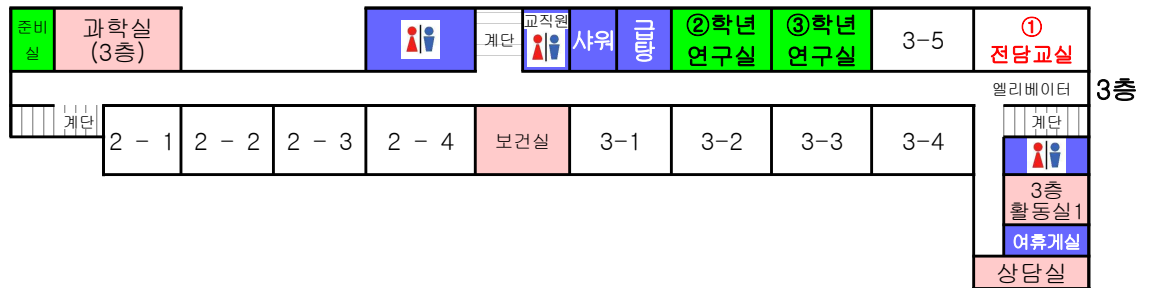 준비
실
과학실
(3층)
계단
교직원
샤워
급탕
②학년
연구실
③학년
연구실
3-5
①
전담교실
엘리베이터
3층
계단
2 - 1
2 - 2
2 - 3
2 - 4
보건실
3-1
3-2
3-3
3-4
계단
3층
활동실1
여휴게실
상담실